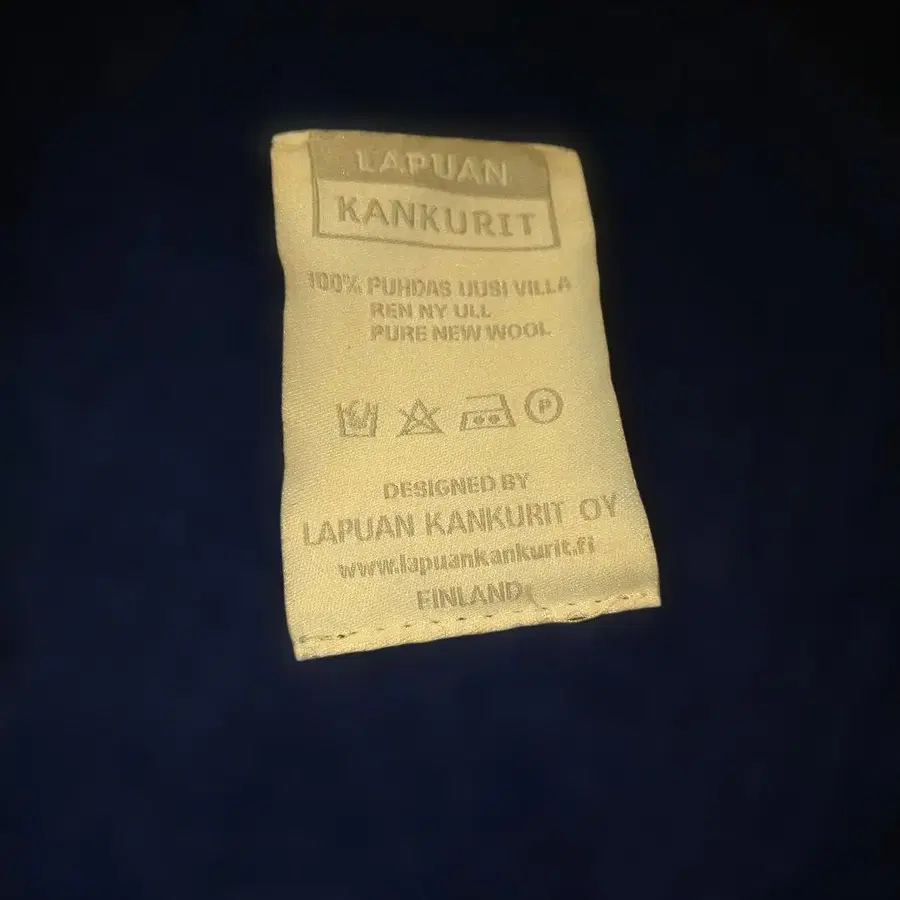 LAPUAN
KANKURIT
100% PUHDAS UUSI VILLA
REN NY ULL
PURE NEW WOOL
P
DESIGNED BY
LAPUAN KANKURIT OY
www.lapuankankurit.fi
FINLAND